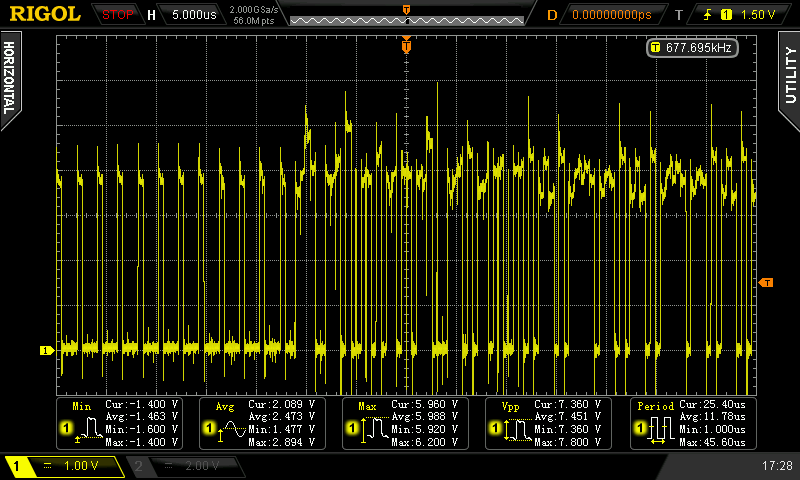 RIGOL STOP H 5.000us 2.000GSa/s 56.0M pts D 0.00000000ps T 1 1.50 V
T
T 677.695kHz
HORIZONTAL
UTILITY
T
1
Min Cur:-1.400 V Avg:-1.463 V Min:-1.600 V Max:-1.400 V
Avg Cur:2.089 V Avg:2.473 V Min:1.477 V Max:2.894 V
Max Cur:5.960 V Avg:5.988 V Min:5.920 V Max:6.200 V
Vpp Cur:7.360 V Avg:7.451 V Min:7.360 V Max:7.800 V
Period Cur:25.40us Avg:11.78us Min:1.000us Max:45.60us
1 1.00 V 2 2.00 V 17:28